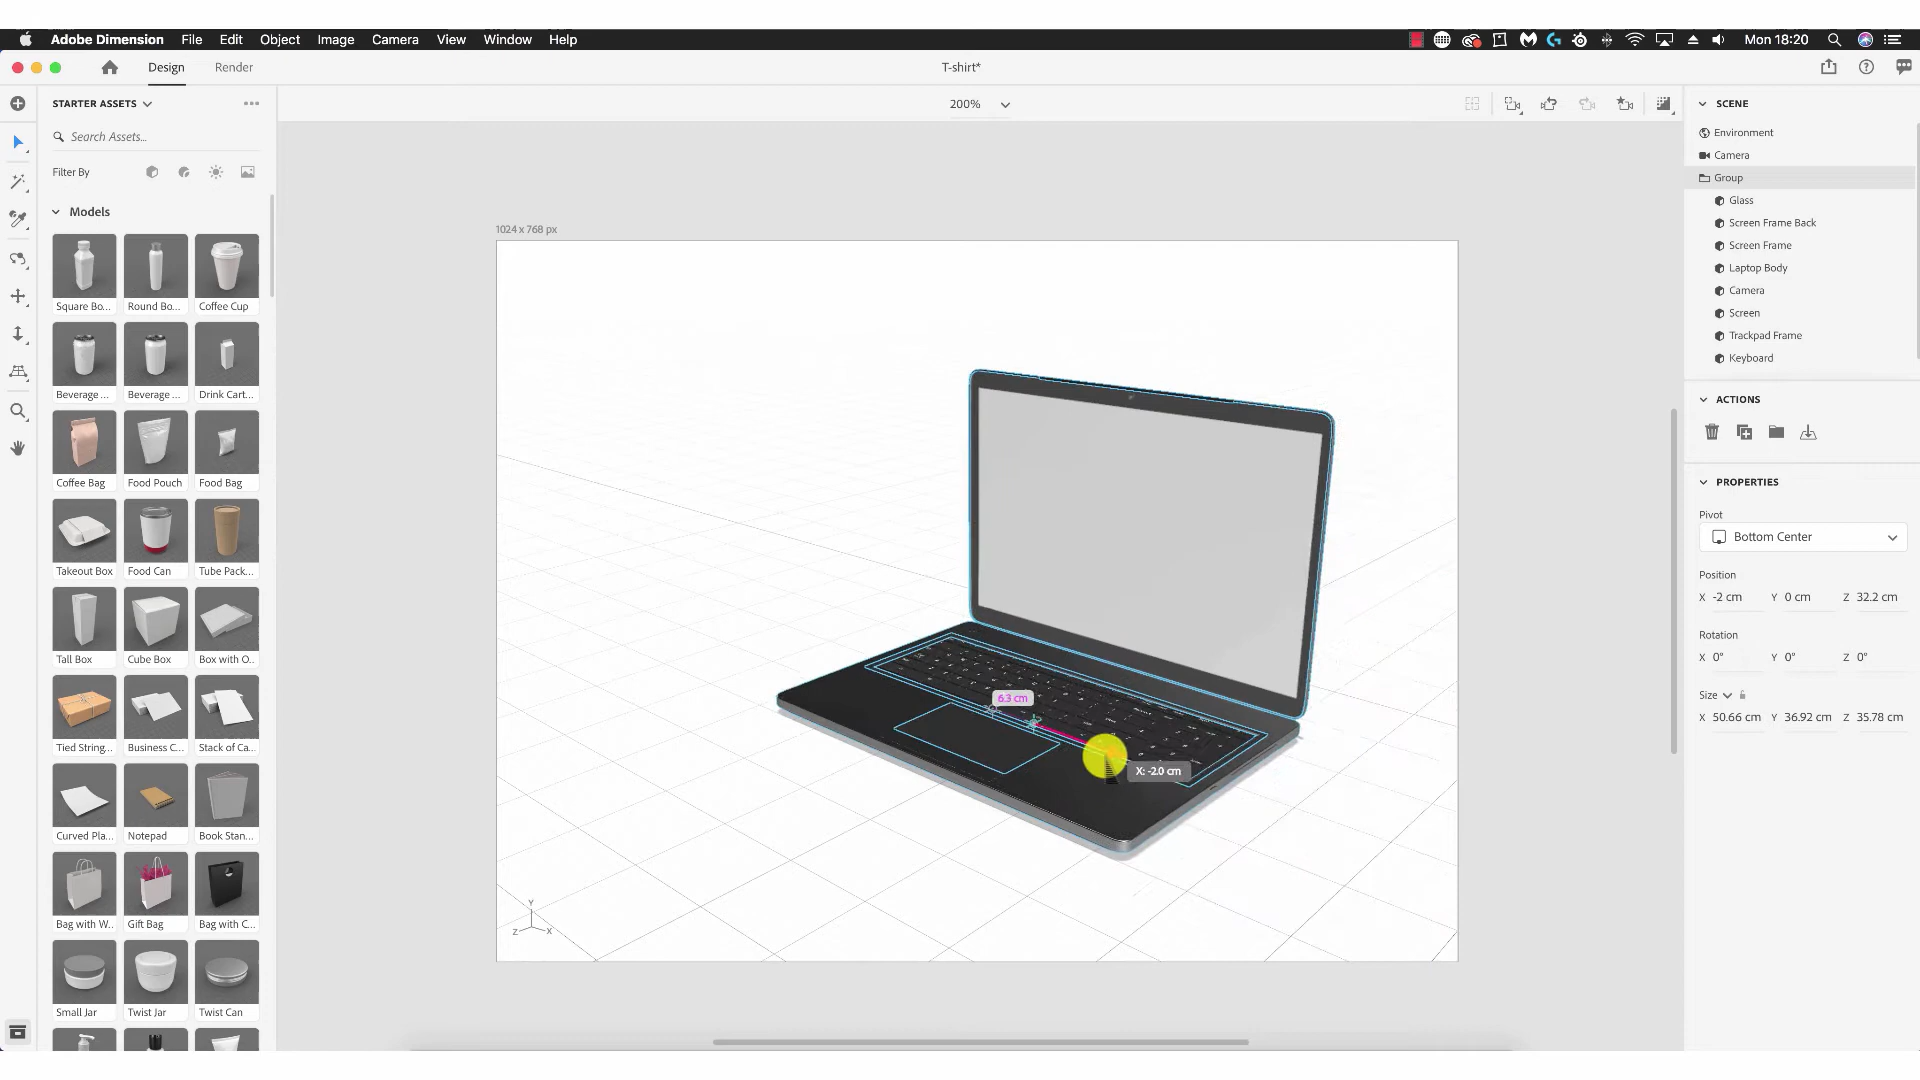 Adobe Dimension File Edit Object Image Camera View Window Help Mon 18:20
Design Render T-shirt*
STARTER ASSETS
200%
Search Assets...
Filter By
Models
Square Bo... Round Bo... Coffee Cup
Beverage ... Beverage ... Drink Cart...
Coffee Bag Food Pouch Food Bag
Takeout Box Food Can Tube Pack...
Tall Box Cube Box Box with O...
Tied String... Business C... Stack of Ca...
Curved Pla... Notepad Book Stan...
Bag with W... Gift Bag Bag with C...
Small Jar Twist Jar Twist Can
1024 x 768 px
6.3 cm
X: -2.0 cm
Y
Z X
SCENE
Environment
Camera
Group
Glass
Screen Frame Back
Screen Frame
Laptop Body
Camera
Screen
Trackpad Frame
Keyboard
ACTIONS
PROPERTIES
Pivot
Bottom Center
Position
X -2 cm Y 0 cm Z 32.2 cm
Rotation
X 0° Y 0° Z 0°
Size
X 50.66 cm Y 36.92 cm Z 35.78 cm